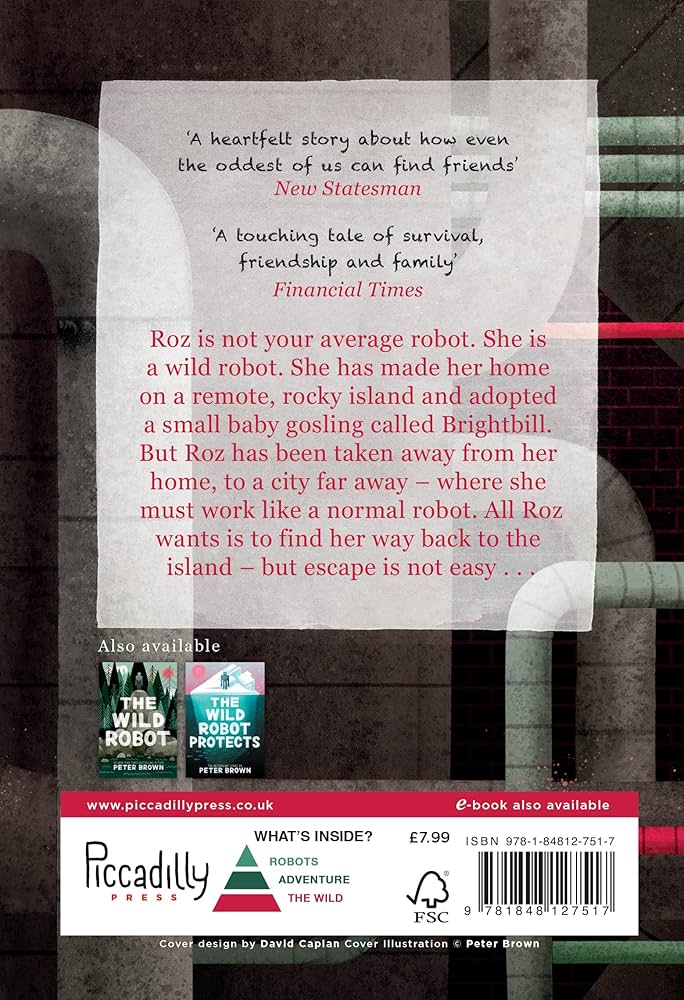 ‘A heartfelt story about how even
the oddest of us can find friends’
New Statesman
‘A touching tale of survival,
friendship and family’
Financial Times
Roz is not your average robot. She is
a wild robot. She has made her home
on a remote, rocky island and adopted
a small baby gosling called Brightbill.
But Roz has been taken away from her
home, to a city far away – where she
must work like a normal robot. All Roz
wants is to find her way back to the
island – but escape is not easy . . .
Also available
THE
WILD
ROBOT
PETER BROWN
THE
WILD
ROBOT
PROTECTS
PETER BROWN
www.piccadillypress.co.uk
e-book also available
Piccadilly
PRESS
WHAT'S INSIDE?
ROBOTS
ADVENTURE
THE WILD
£7.99
FSC
ISBN 978-1-84812-751-7
9 781848 127517
Cover design by David Caplan Cover Illustration © Peter Brown